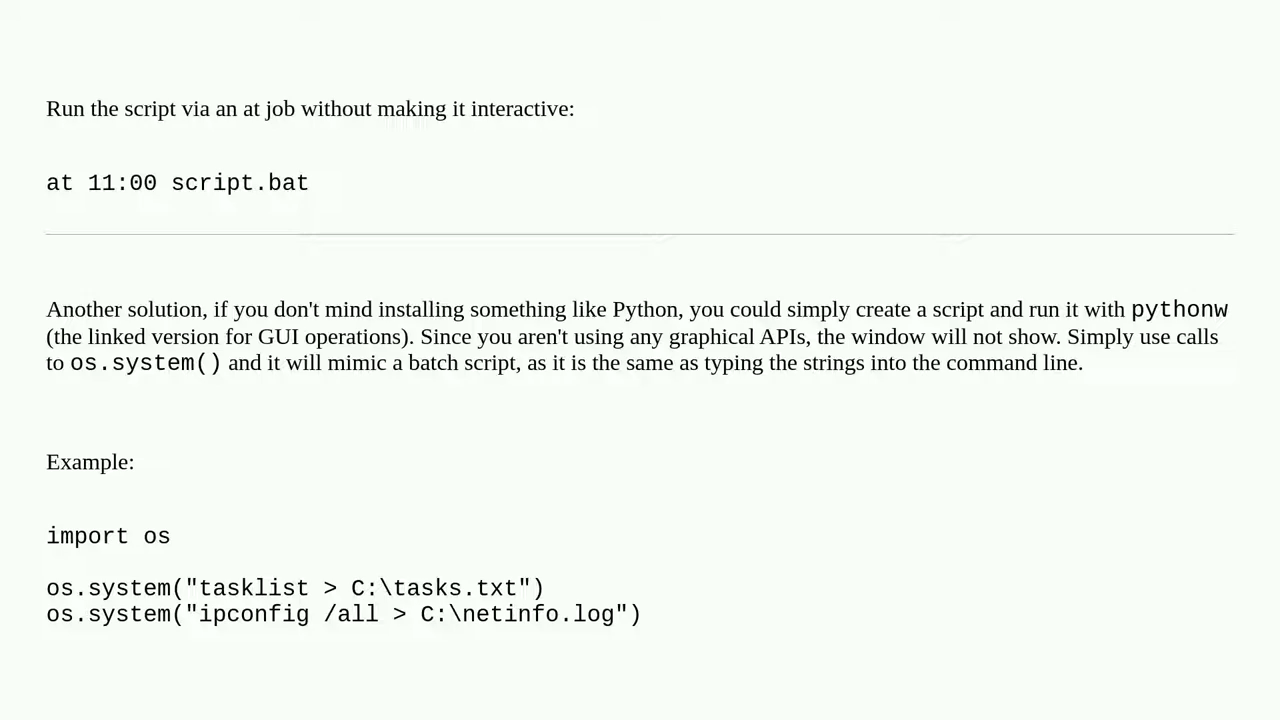 Run the script via an at job without making it interactive:
at 11:00 script.bat
Another solution, if you don't mind installing something like Python, you could simply create a script and run it with pythonw
(the linked version for GUI operations). Since you aren't using any graphical APIs, the window will not show. Simply use calls
to os.system() and it will mimic a batch script, as it is the same as typing the strings into the command line.
Example:
import os
os.system("tasklist > C:\tasks.txt")
os.system("ipconfig /all > C:\netinfo.log")